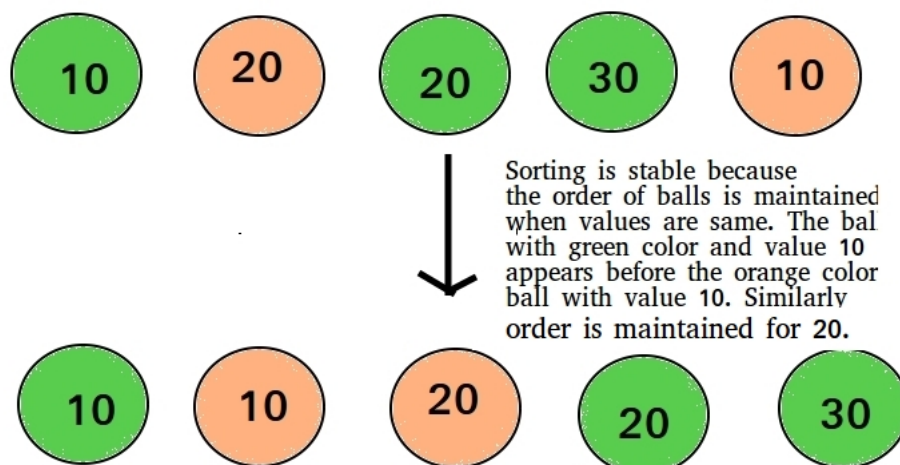 10 20 20 30 10
Sorting is stable because
the order of balls is maintained
when values are same. The bal
with green color and value 10
appears before the orange color
ball with value 10. Similarly
order is maintained for 20.
10 10 20 20 30